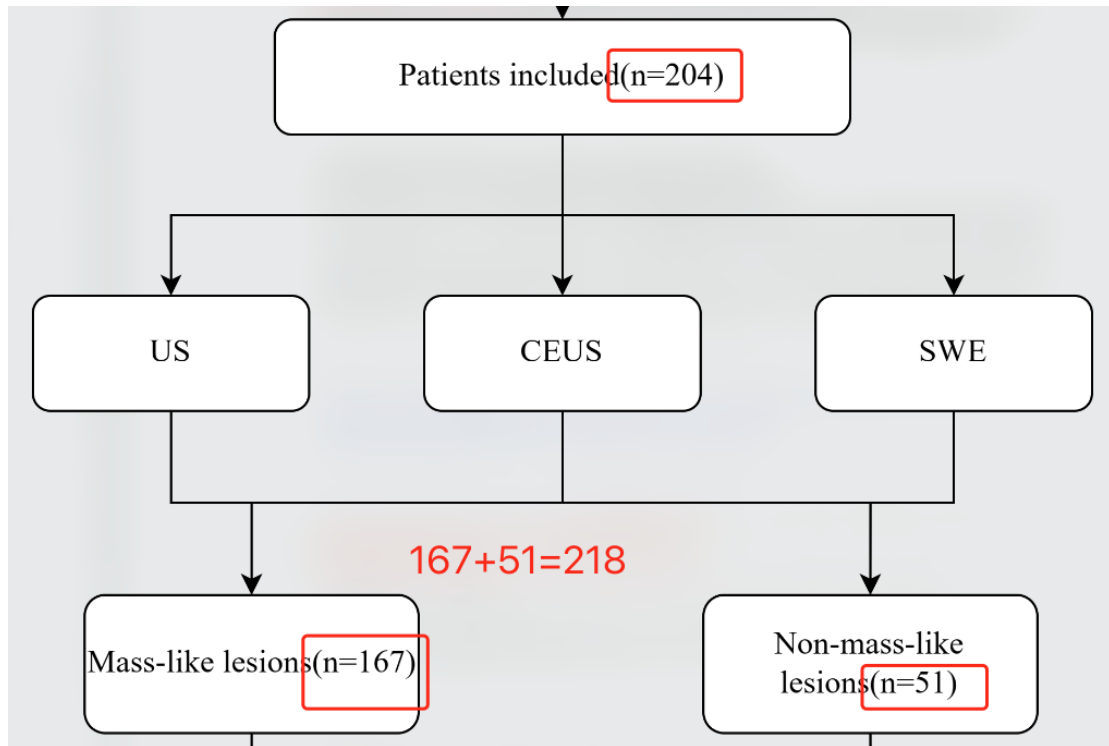 Patients included(n=204)
US
CEUS
SWE
167+51=218
Mass-like lesions(n=167)
Non-mass-like
lesions(n=51)